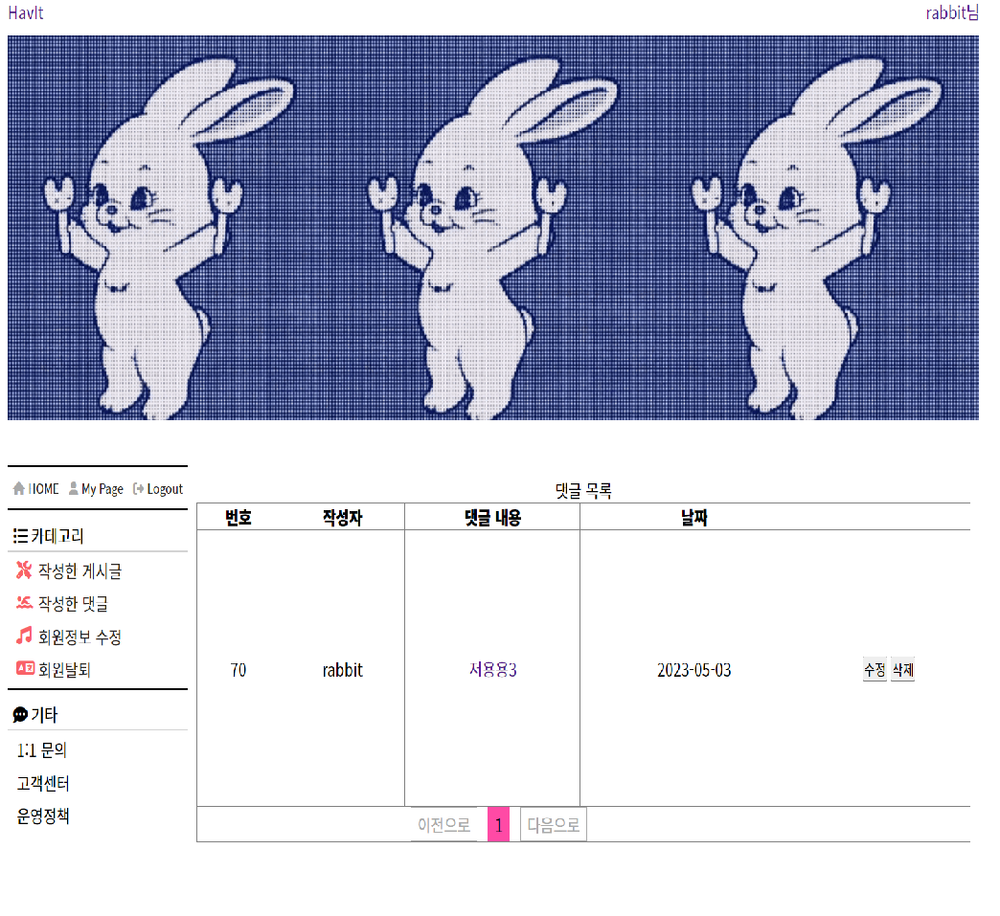 HavIt
rabbit님
HOME My Page Logout
카테고리
작성한 게시글
작성한 댓글
회원정보 수정
회원탈퇴
기타
1:1 문의
고객센터
운영정책
댓글 목록
번호 작성자 댓글 내용 날짜
70 rabbit 저용용3 2023-05-03 수정 삭제
이전으로 1 다음으로